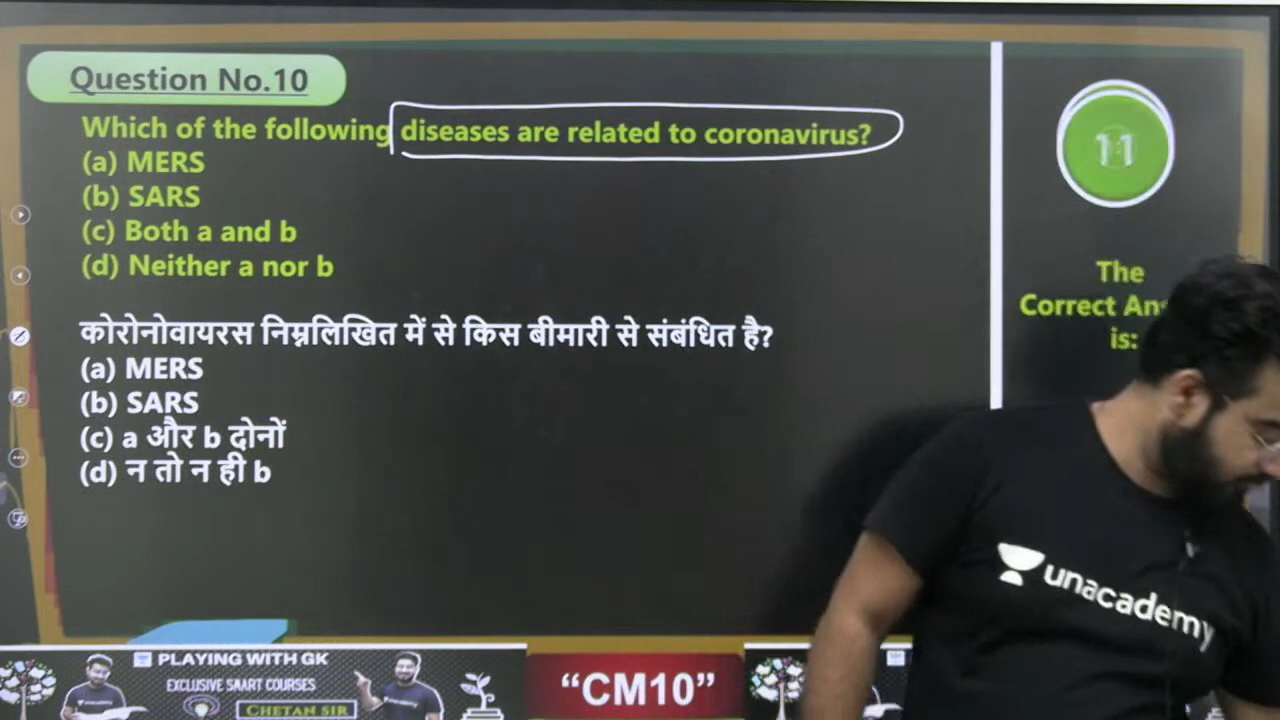 Question No.10
Which of the following diseases are related to coronavirus?
(a) MERS
(b) SARS
(c) Both a and b
(d) Neither a nor b
कोरोनोवायरस निम्नलिखित में से किस बीमारी से संबंधित है?
(a) MERS
(b) SARS
(c) a और b दोनों
(d) न तो न ही b
11
The
Correct
is:
unacademy
PLAYING WITH GK
EXCLUSIVE SMART COURSES
CHETAN SIR
unacademy
"CM10"